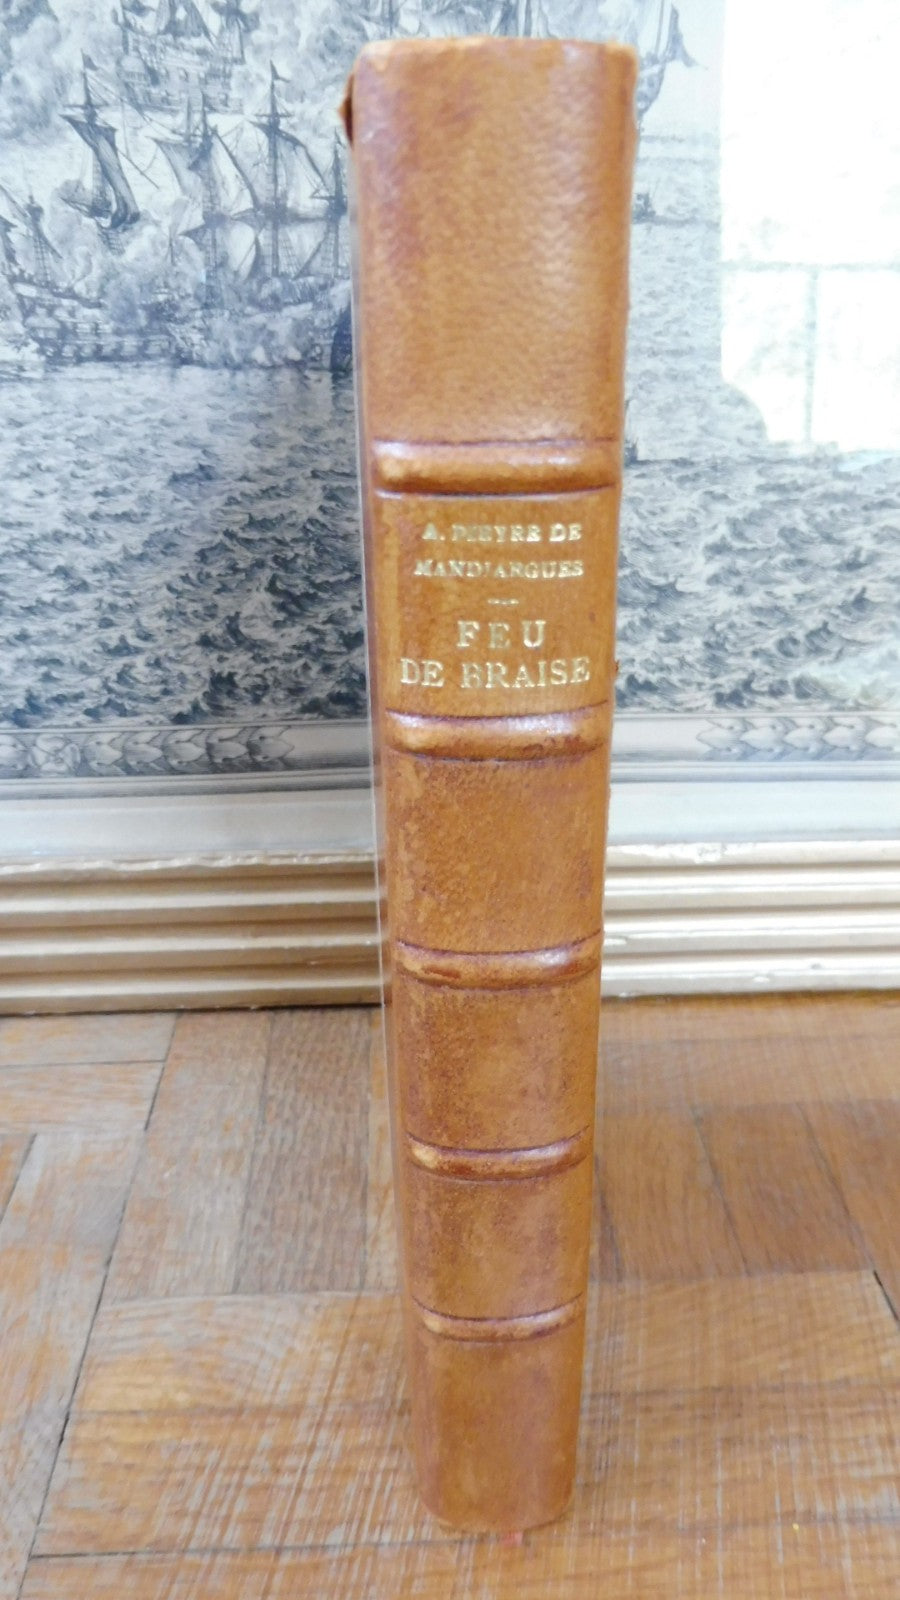 A. PIEYRE DE
MANDIARGUES
FEU
DE BRAISE